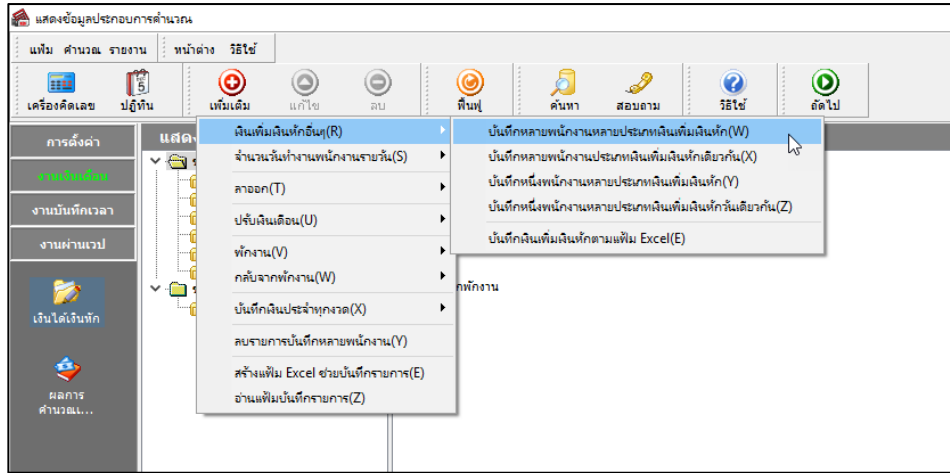 แสดงข้อมูลประกอบการคำนวณ
แฟ้ม คำนวณ รายงาน หน้าต่าง วิธีใช้
เครื่องคิดเลข ปฏิทิน เพิ่มเติม แก้ไข ลบ ฟื้นฟู ค้นหา สอบถาม วิธีใช้ ถัดไป
การตั้งค่า
งานเงินเดือน
งานบันทึกเวลา
งานผ่านเวป
เงินได้เงินหัก
ผลการ
คำนวณเ...
เงินเพิ่มเงินหักอื่นๆ(R)
จำนวนวันทำงานพนักงานรายวัน(S)
ลาออก(T)
ปรับเงินเดือน(U)
พักงาน(V)
กลับจากพักงาน(W)
บันทึกเงินประจำทุกงวด(X)
ลบรายการบันทึกหลายพนักงาน(Y)
สร้างแฟ้ม Excel ช่วยบันทึกรายการ(E)
อ่านแฟ้มบันทึกรายการ(Z)
บันทึกหลายพนักงานหลายประเภทเงินเพิ่มเงินหัก(W)
บันทึกหลายพนักงานประเภทเงินเพิ่มเงินหักเดียวกัน(X)
บันทึกหนึ่งพนักงานหลายประเภทเงินเพิ่มเงินหัก(Y)
บันทึกหนึ่งพนักงานหลายประเภทเงินเพิ่มเงินหักวันเดียวกัน(Z)
บันทึกเงินเพิ่มเงินหักตามแฟ้ม Excel(E)